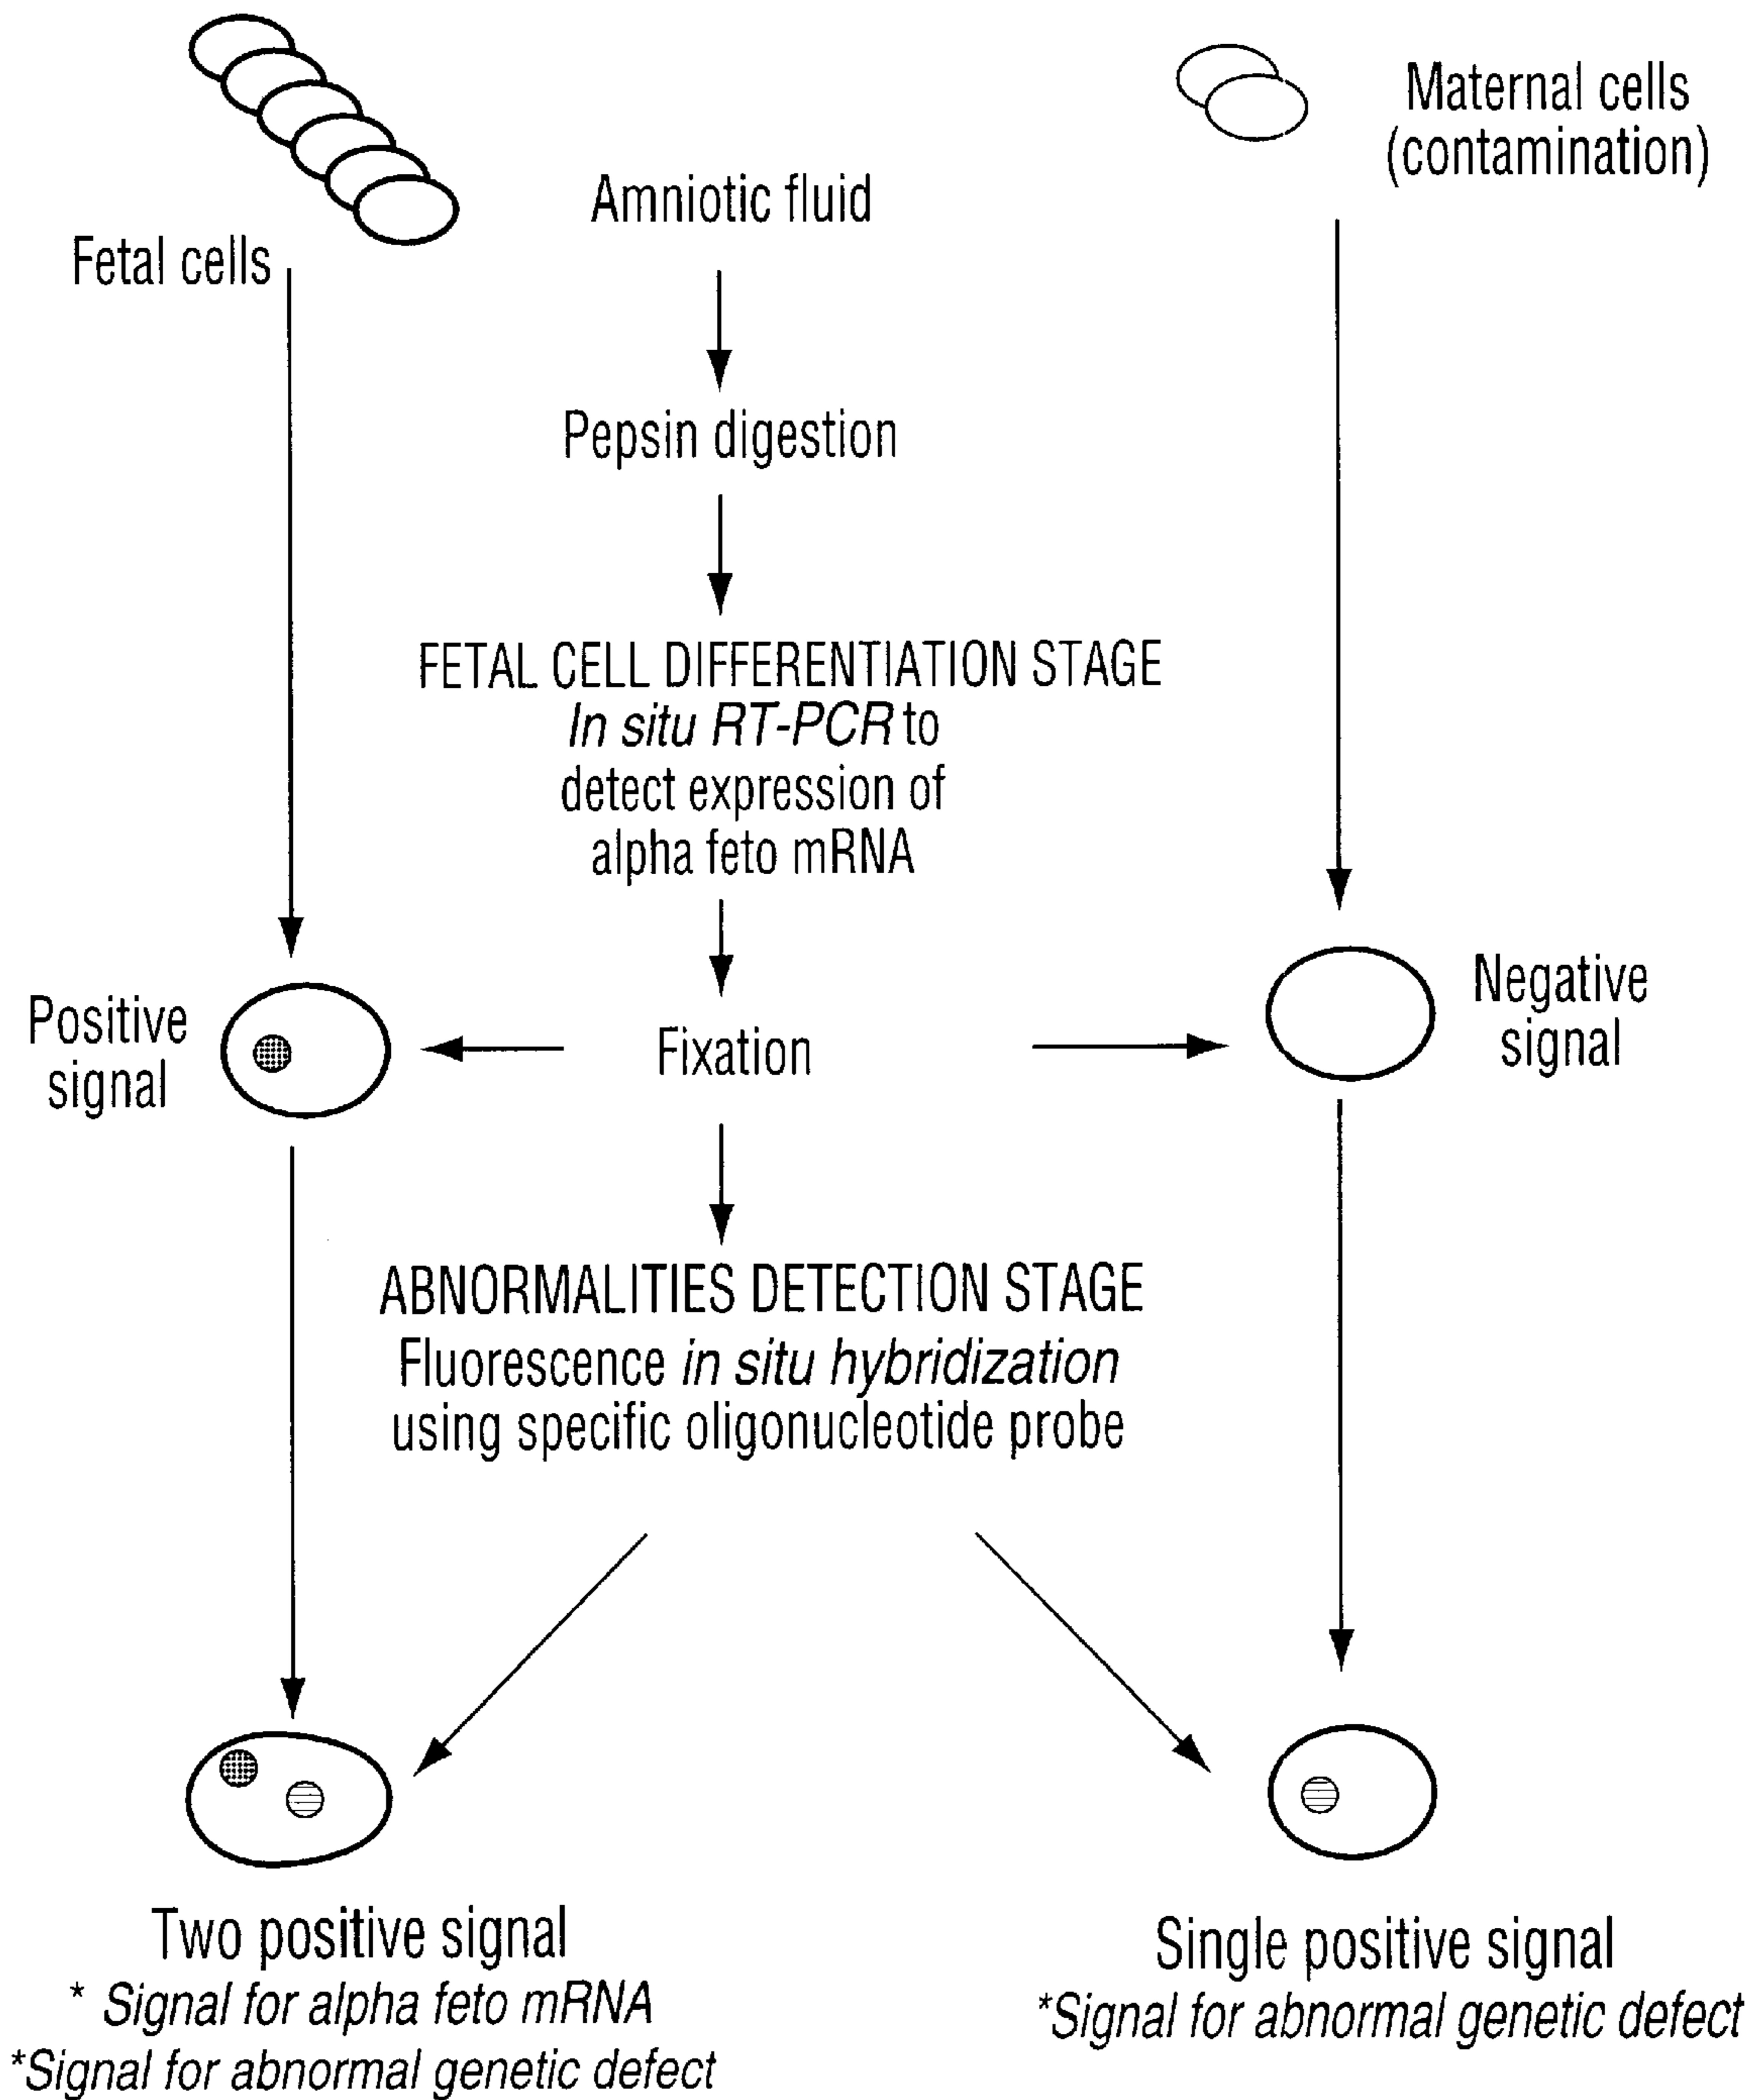 Maternal cells
(contamination)
Amniotic fluid
Fetal cells
Pepsin digestion
FETAL CELL DIFFERENTIATION STAGE
In situ RT-PCR to
detect expression of
alpha feto mRNA
Positive
signal
Fixation
Negative
signal
ABNORMALITIES DETECTION STAGE
Fluorescence in situ hybridization
using specific oligonucleotide probe
Two positive signal
* Signal for alpha feto mRNA
*Signal for abnormal genetic defect
Single positive signal
*Signal for abnormal genetic defect